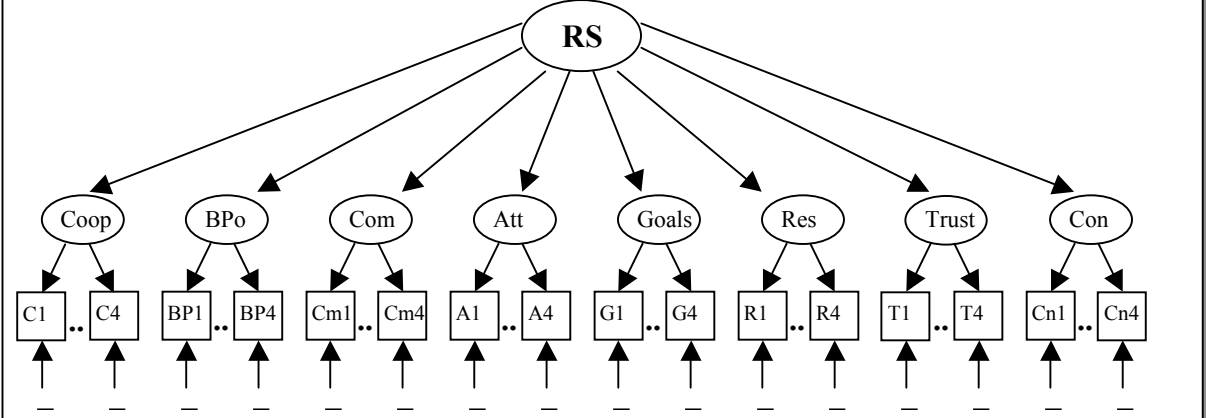 RS
Coop BPo Com Att Goals Res Trust Con
C1 .. C4 BP1 .. BP4 Cm1 .. Cm4 A1 .. A4 G1 .. G4 R1 .. R4 T1 .. T4 Cn1 .. Cn4
_ _ _ _ _ _ _ _ _ _ _ _ _ _ _ _